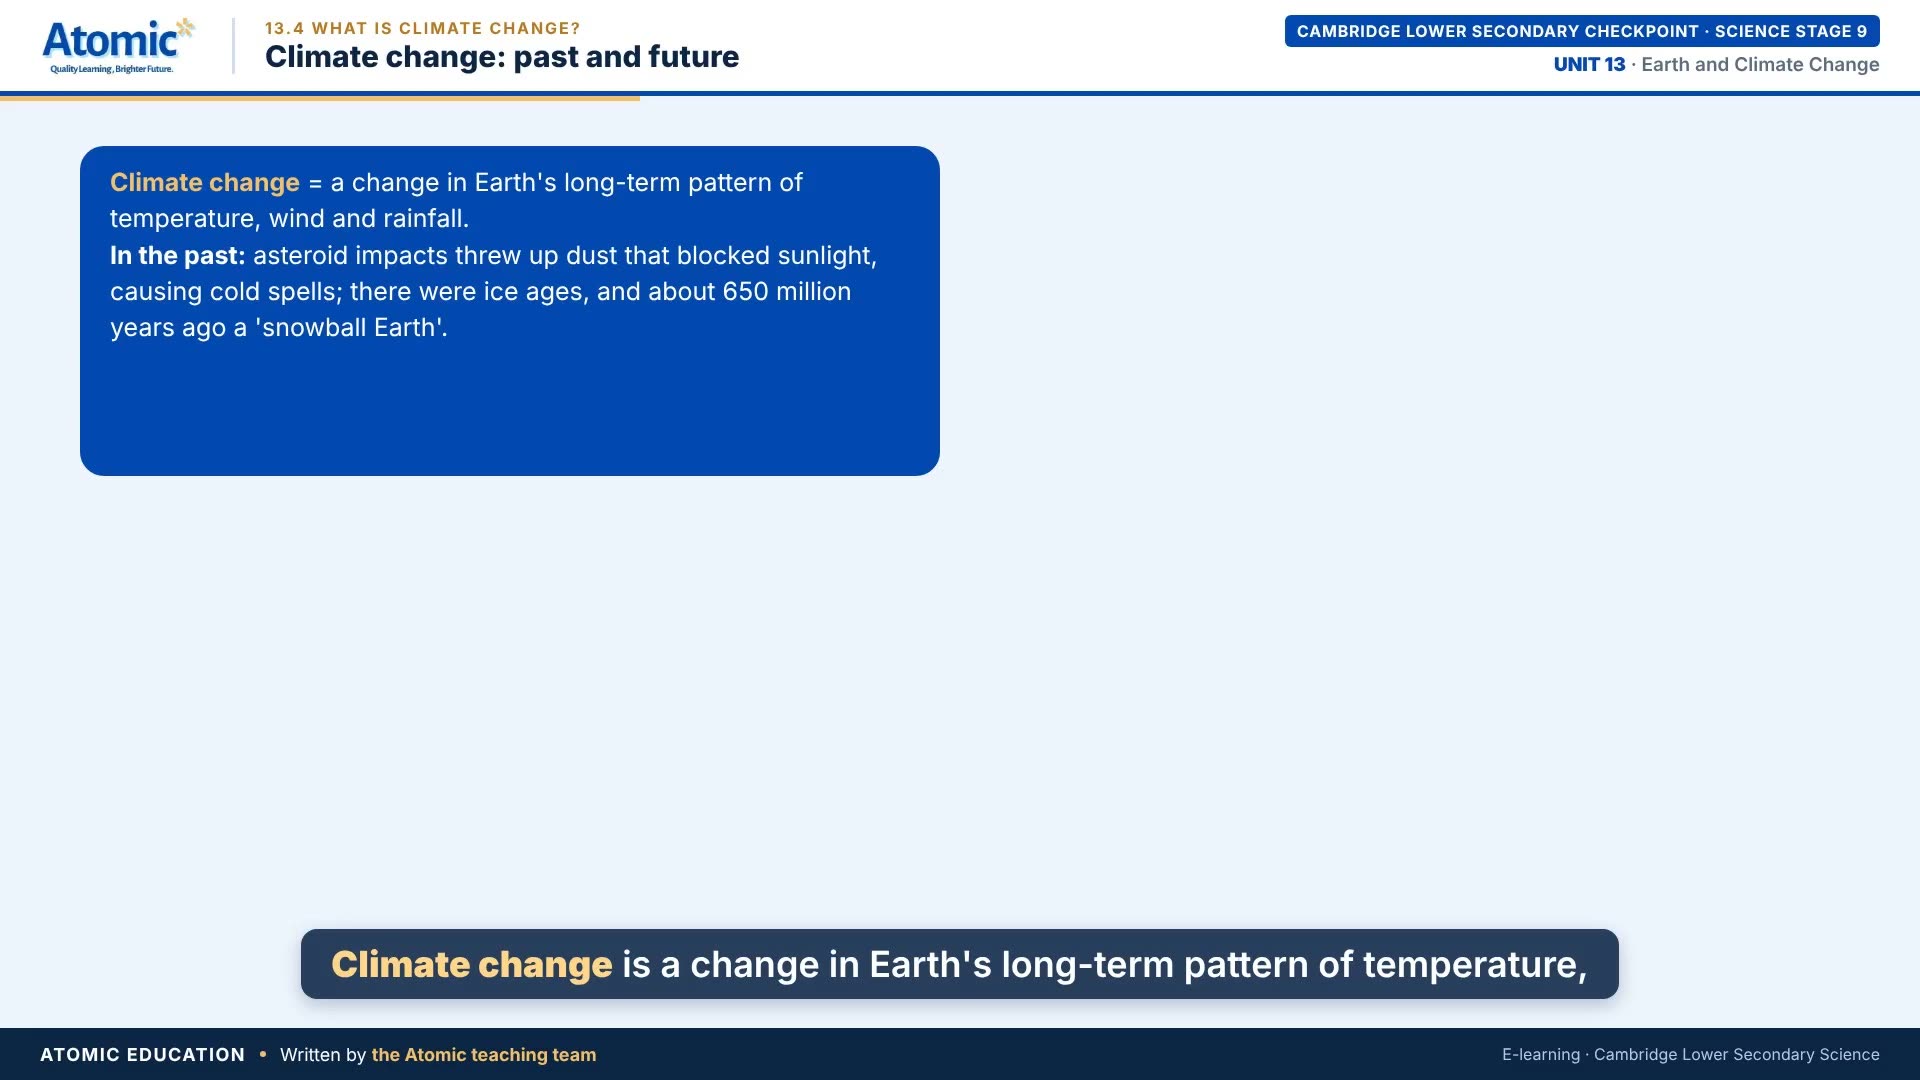 Atomic
Quality Learning, Brighter Future.
13.4 WHAT IS CLIMATE CHANGE?
Climate change: past and future
CAMBRIDGE LOWER SECONDARY CHECKPOINT · SCIENCE STAGE 9
UNIT 13 · Earth and Climate Change
Climate change = a change in Earth's long-term pattern of
temperature, wind and rainfall.
In the past: asteroid impacts threw up dust that blocked sunlight,
causing cold spells; there were ice ages, and about 650 million
years ago a 'snowball Earth'.
Climate change is a change in Earth's long-term pattern of temperature,
ATOMIC EDUCATION • Written by the Atomic teaching team
E-learning · Cambridge Lower Secondary Science